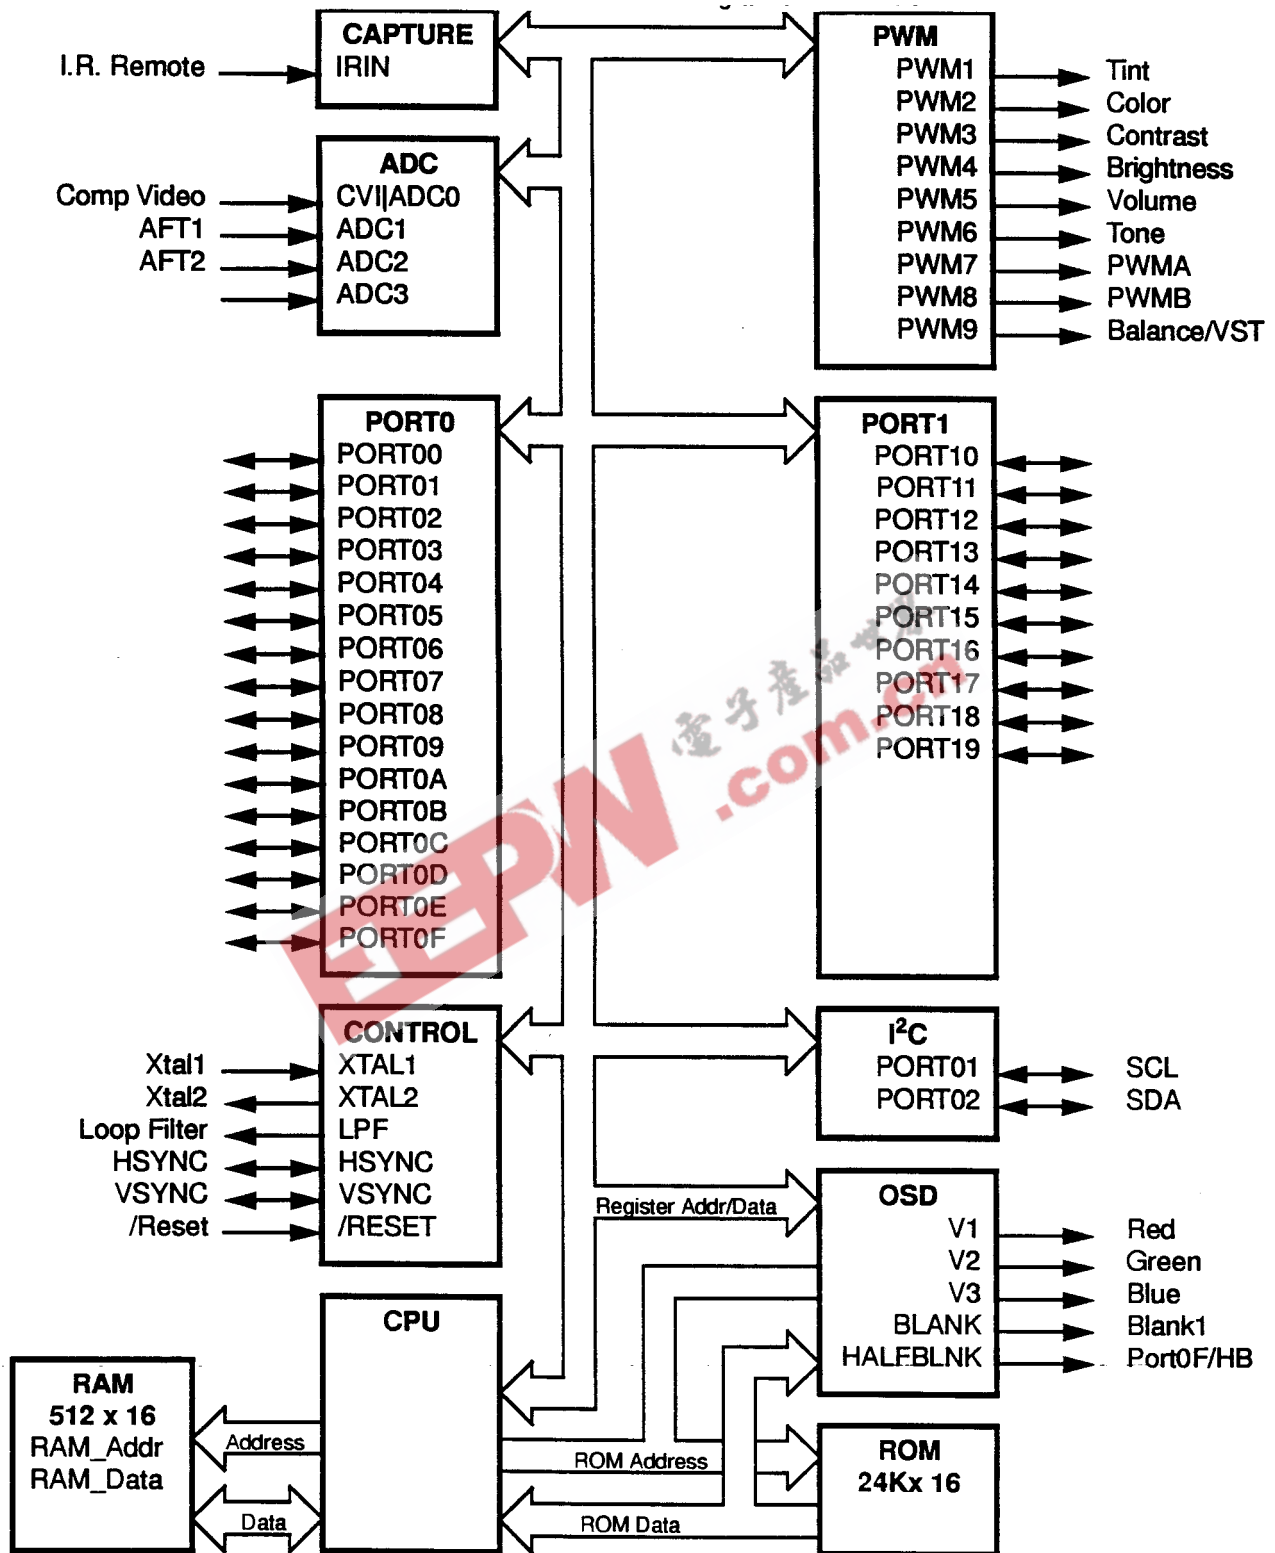 CAPTURE
I.R. Remote IRIN
ADC
Comp Video CVI|ADC0
AFT1 ADC1
AFT2 ADC2
ADC3
PWM
PWM1 Tint
PWM2 Color
PWM3 Contrast
PWM4 Brightness
PWM5 Volume
PWM6 Tone
PWM7 PWMA
PWM8 PWMB
PWM9 Balance/VST
PORT0
PORT00
PORT01
PORT02
PORT03
PORT04
PORT05
PORT06
PORT07
PORT08
PORT09
PORT0A
PORT0B
PORT0C
PORT0D
PORT0E
PORT0F
PORT1
PORT10
PORT11
PORT12
PORT13
PORT14
PORT15
PORT16
PORT17
PORT18
PORT19
EEPW
電子產品世界
.com.cn
CONTROL
Xtal1 XTAL1
Xtal2 XTAL2
Loop Filter LPF
HSYNC HSYNC
VSYNC VSYNC
/Reset /RESET
I²C
PORT01 SCL
PORT02 SDA
Register Addr/Data
OSD
V1 Red
V2 Green
V3 Blue
BLANK Blank1
HALFBLNK Port0F/HB
CPU
RAM
512 x 16
RAM_Addr
RAM_Data
Address
Data
ROM Address
ROM Data
ROM
24Kx 16